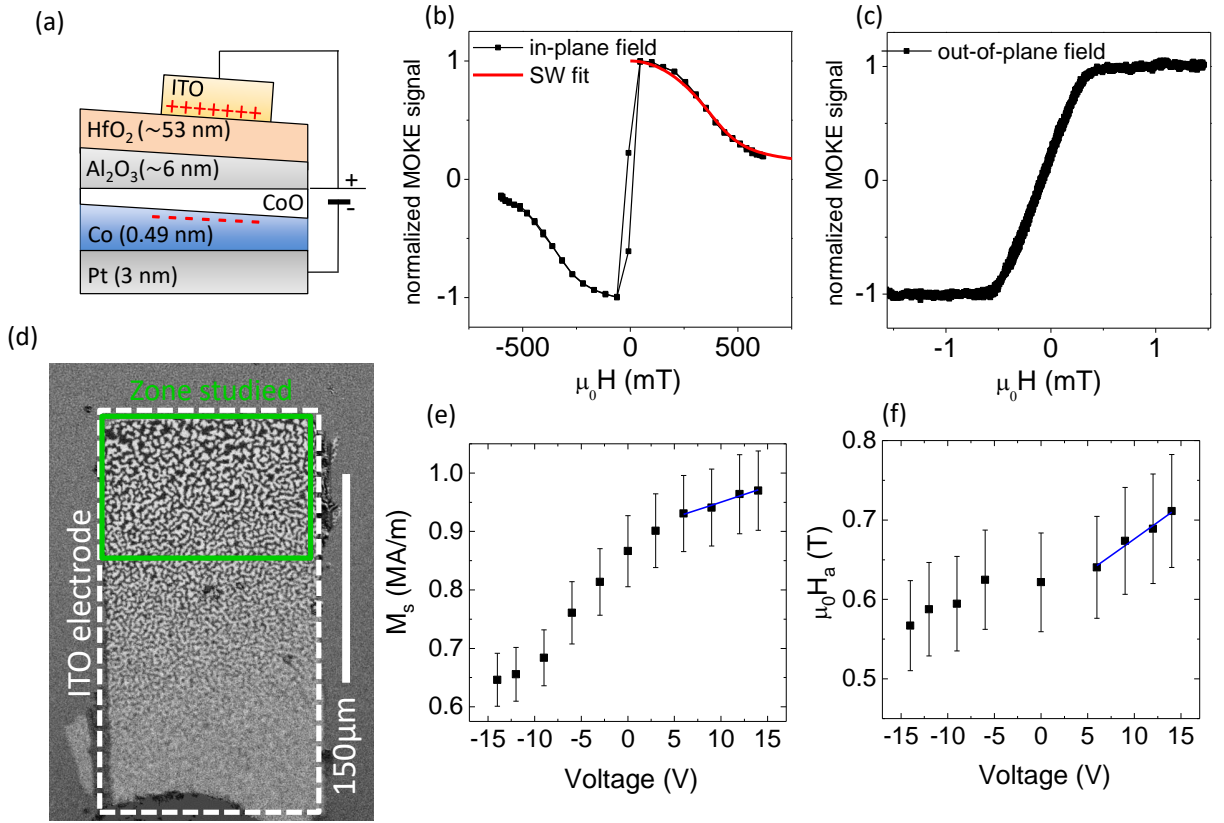 (a)
ITO
+++++++
HfO₂ (~53 nm)
Al₂O₃(~6 nm)
CoO
Co (0.49 nm)
Pt (3 nm)
+
-
(b)
in-plane field
SW fit
normalized MOKE signal
1
0
-1
-500
0
500
μ₀H (mT)
(c)
out-of-plane field
normalized MOKE signal
1
0
-1
-1
0
1
μ₀H (mT)
(d)
Zone studied
ITO electrode
150μm
(e)
Mₛ (MA/m)
1.0
0.9
0.8
0.7
0.6
-15
-10
-5
0
5
10
15
Voltage (V)
(f)
μ₀Hₐ (T)
0.8
0.7
0.6
0.5
-15
-10
-5
0
5
10
15
Voltage (V)